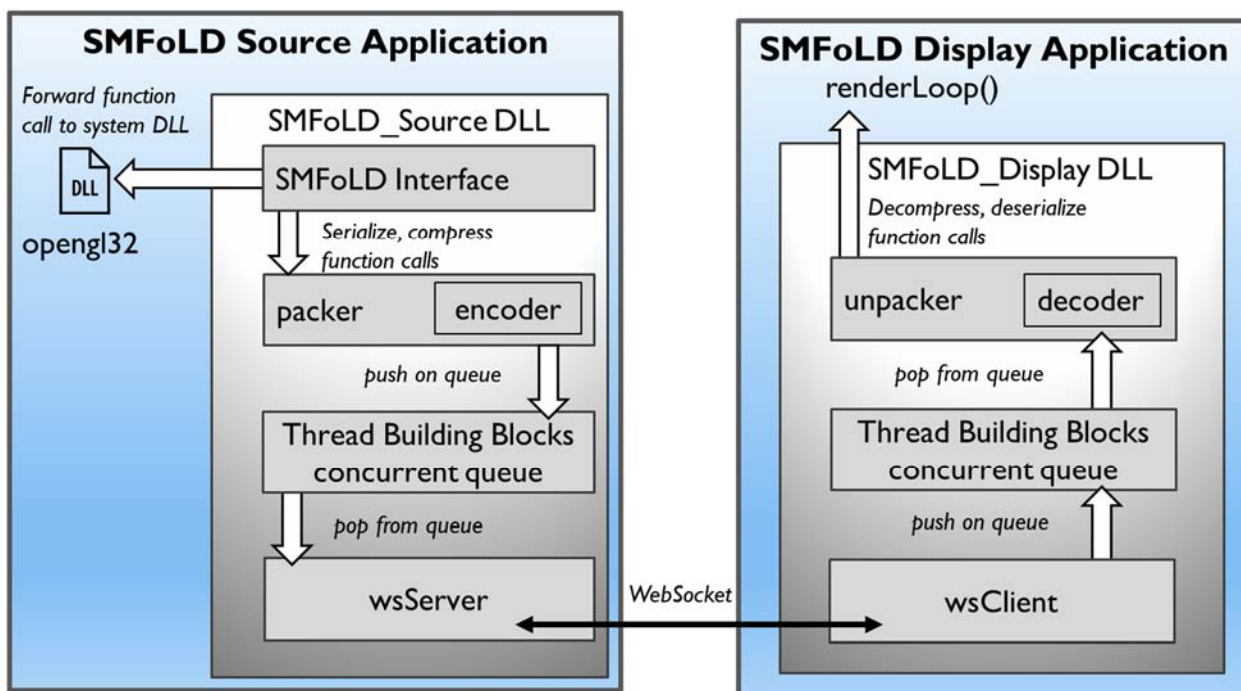 SMFoLD Source Application
Forward function
call to system DLL
DLL
opengl32
SMFoLD_Source DLL
SMFoLD Interface
Serialize, compress
function calls
packer
encoder
push on queue
Thread Building Blocks
concurrent queue
pop from queue
wsServer
WebSocket
SMFoLD Display Application
renderLoop()
SMFoLD_Display DLL
Decompress, deserialize
function calls
unpacker
decoder
pop from queue
Thread Building Blocks
concurrent queue
push on queue
wsClient